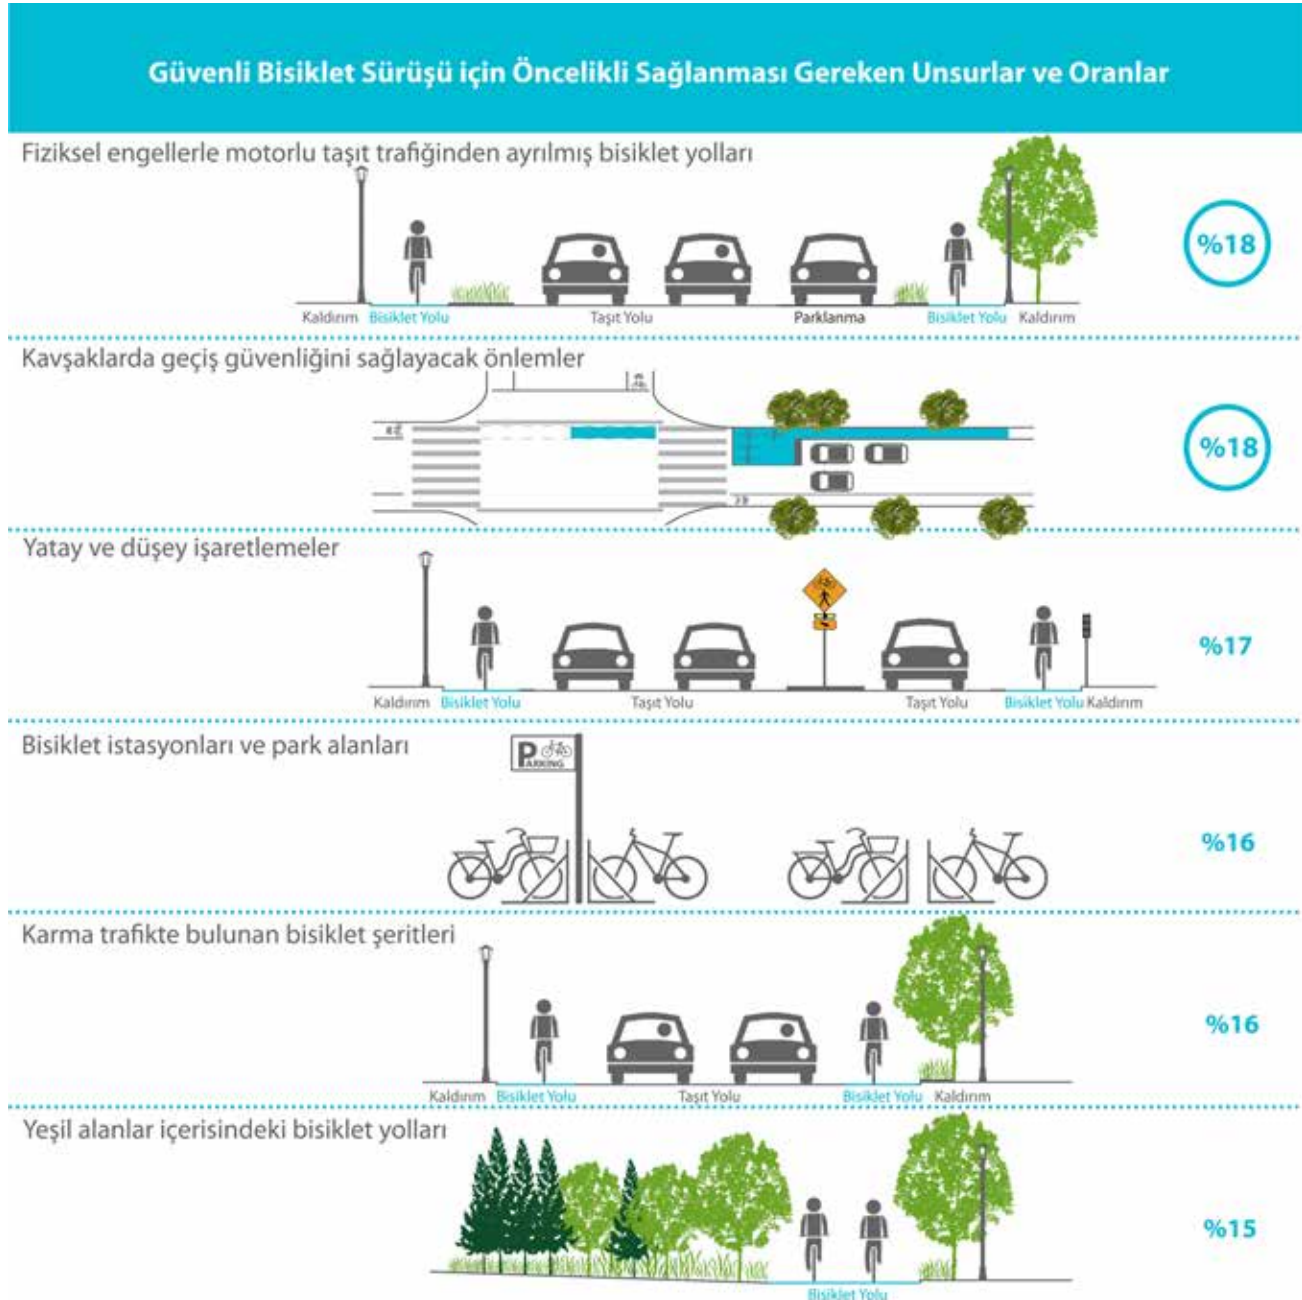 Güvenli Bisiklet Sürüşü için Öncelikli Sağlanması Gereken Unsurlar ve Oranlar
Fiziksel engellerle motorlu taşıt trafiğinden ayrılmış bisiklet yolları
%18
Kaldırım Bisiklet Yolu Taşıt Yolu Parklanma Bisiklet Yolu Kaldırım
Kavşaklarda geçiş güvenliğini sağlayacak önlemler
%18
Yatay ve düşey işaretlemeler
%17
Kaldırım Bisiklet Yolu Taşıt Yolu Taşıt Yolu Bisiklet Yolu Kaldırım
Bisiklet istasyonları ve park alanları
PARKING
%16
Karma trafikte bulunan bisiklet şeritleri
%16
Kaldırım Bisiklet Yolu Taşıt Yolu Bisiklet Yolu Kaldırım
Yeşil alanlar içerisindeki bisiklet yolları
%15
Bisiklet Yolu